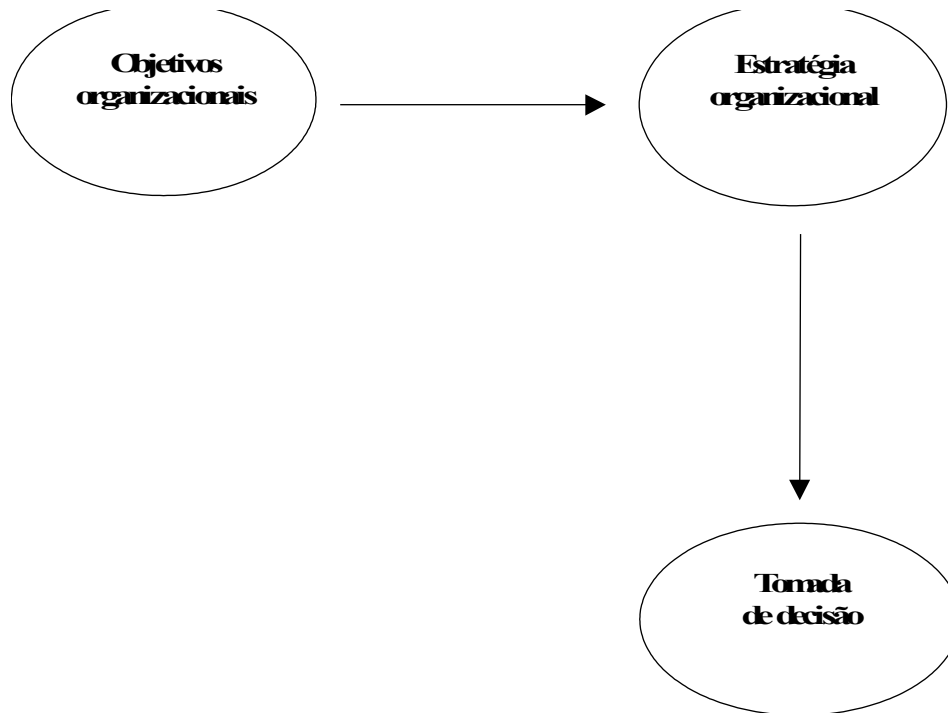 Objetivos
organizacionais
Estratégia
organizacional
Tomada
de decisão